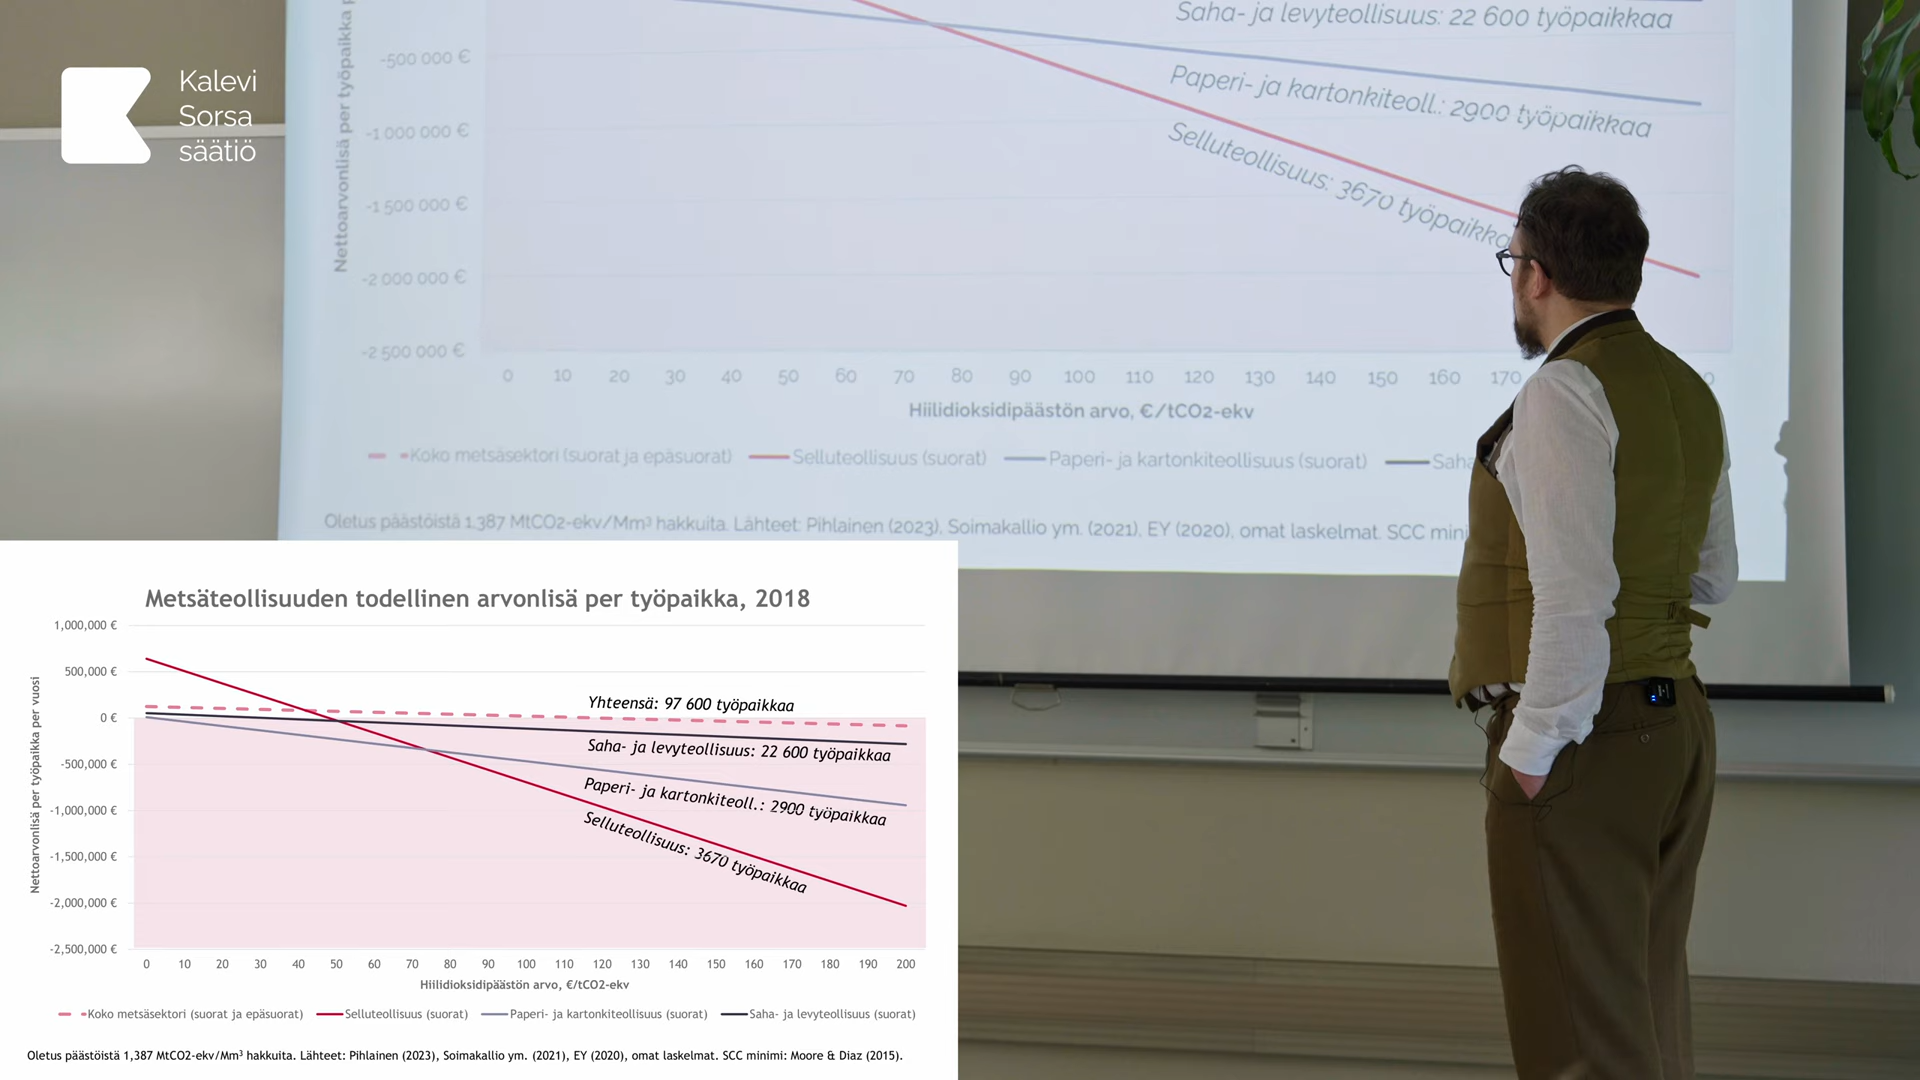 Kalevi
Sorsa
säätiö
Nettoarvonlisä per työpaikka
-500 000 €
-1 000 000 €
-1 500 000 €
-2 000 000 €
-2 500 000 €
Saha- ja levyteollisuus: 22 600 työpaikkaa
Paperi- ja kartonkiteoll.: 2900 työpaikkaa
Selluteollisuus: 3670 työpaikka
0 10 20 30 40 50 60 70 80 90 100 110 120 130 140 150 160 170
Hiilidioksidipäästön arvo, €/tCO2-ekv
Koko metsäsektori (suorat ja epäsuorat) Selluteollisuus (suorat) Paperi- ja kartonkiteollisuus (suorat) Saha
Oletus päästöistä 1,387 MtCO2-ekv/Mm³ hakkuita. Lähteet: Pihlainen (2023), Soimakallio ym. (2021), EY (2020), omat laskelmat. SCC mini
Metsäteollisuuden todellinen arvonlisä per työpaikka, 2018
Nettoarvonlisä per työpaikka per vuosi
1,000,000 €
500,000 €
0 €
-500,000 €
-1,000,000 €
-1,500,000 €
-2,000,000 €
-2,500,000 €
Yhteensä: 97 600 työpaikkaa
Saha- ja levyteollisuus: 22 600 työpaikkaa
Paperi- ja kartonkiteoll.: 2900 työpaikkaa
Selluteollisuus: 3670 työpaikkaa
0 10 20 30 40 50 60 70 80 90 100 110 120 130 140 150 160 170 180 190 200
Hiilidioksidipäästön arvo, €/tCO2-ekv
Koko metsäsektori (suorat ja epäsuorat) Selluteollisuus (suorat) Paperi- ja kartonkiteollisuus (suorat) Saha- ja levyteollisuus (suorat)
Oletus päästöistä 1,387 MtCO2-ekv/Mm³ hakkuita. Lähteet: Pihlainen (2023), Soimakallio ym. (2021), EY (2020), omat laskelmat. SCC minimi: Moore & Diaz (2015).